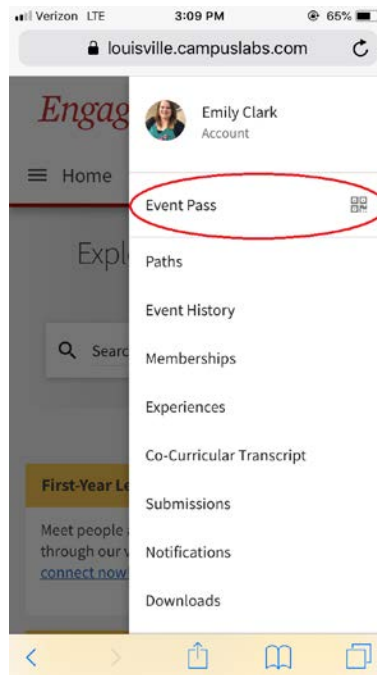 Verizon LTE 3:09 PM 65%
louisville.campuslabs.com
Engag
Emily Clark
Account
Home
Event Pass
Expl
Paths
Event History
Searc
Memberships
Experiences
Co-Curricular Transcript
First-Year Le
Submissions
Meet people
through our v
Notifications
connect now
Downloads